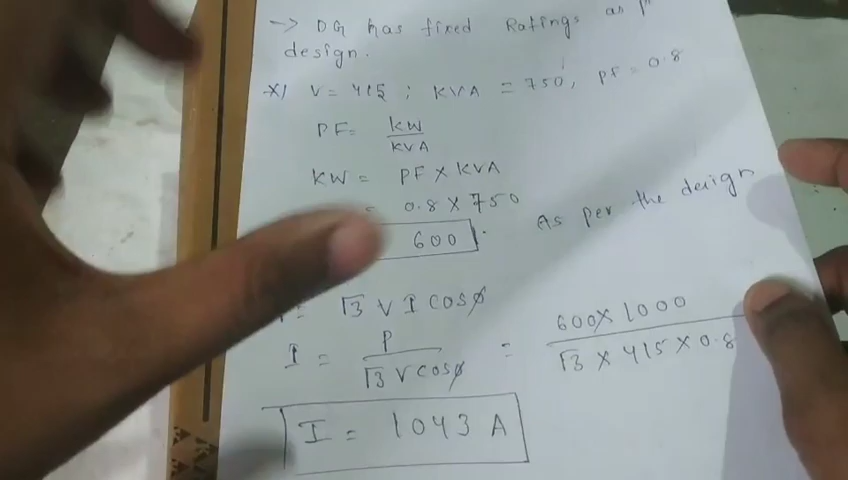 → DG has fixed Ratings as
design.
X) V = 415 ; KVA = 750, PF = 0.8
PF = KW / KVA
KW = PF X KVA
= 0.8 X 750
600 . As per the design
= √3 V I COSϕ
I = P / √3 V COSϕ = 600 X 1000 / √3 X 415 X 0.8
I = 1043 A